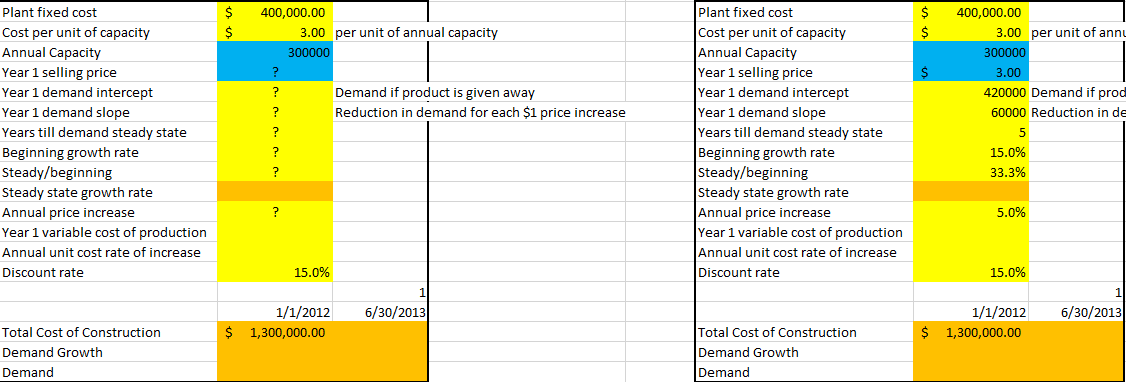 Plant fixed cost $ 400,000.00
Cost per unit of capacity $ 3.00 per unit of annual capacity
Annual Capacity 300000
Year 1 selling price ?
Year 1 demand intercept ? Demand if product is given away
Year 1 demand slope ? Reduction in demand for each $1 price increase
Years till demand steady state ?
Beginning growth rate ?
Steady/beginning ?
Steady state growth rate
Annual price increase ?
Year 1 variable cost of production
Annual unit cost rate of increase
Discount rate 15.0%
1
1/1/2012 6/30/2013
Total Cost of Construction $ 1,300,000.00
Demand Growth
Demand
Plant fixed cost $ 400,000.00
Cost per unit of capacity $ 3.00 per unit of annu
Annual Capacity 300000
Year 1 selling price $ 3.00
Year 1 demand intercept 420000 Demand if prod
Year 1 demand slope 60000 Reduction in de
Years till demand steady state 5
Beginning growth rate 15.0%
Steady/beginning 33.3%
Steady state growth rate
Annual price increase 5.0%
Year 1 variable cost of production
Annual unit cost rate of increase
Discount rate 15.0%
1
1/1/2012 6/30/2013
Total Cost of Construction $ 1,300,000.00
Demand Growth
Demand